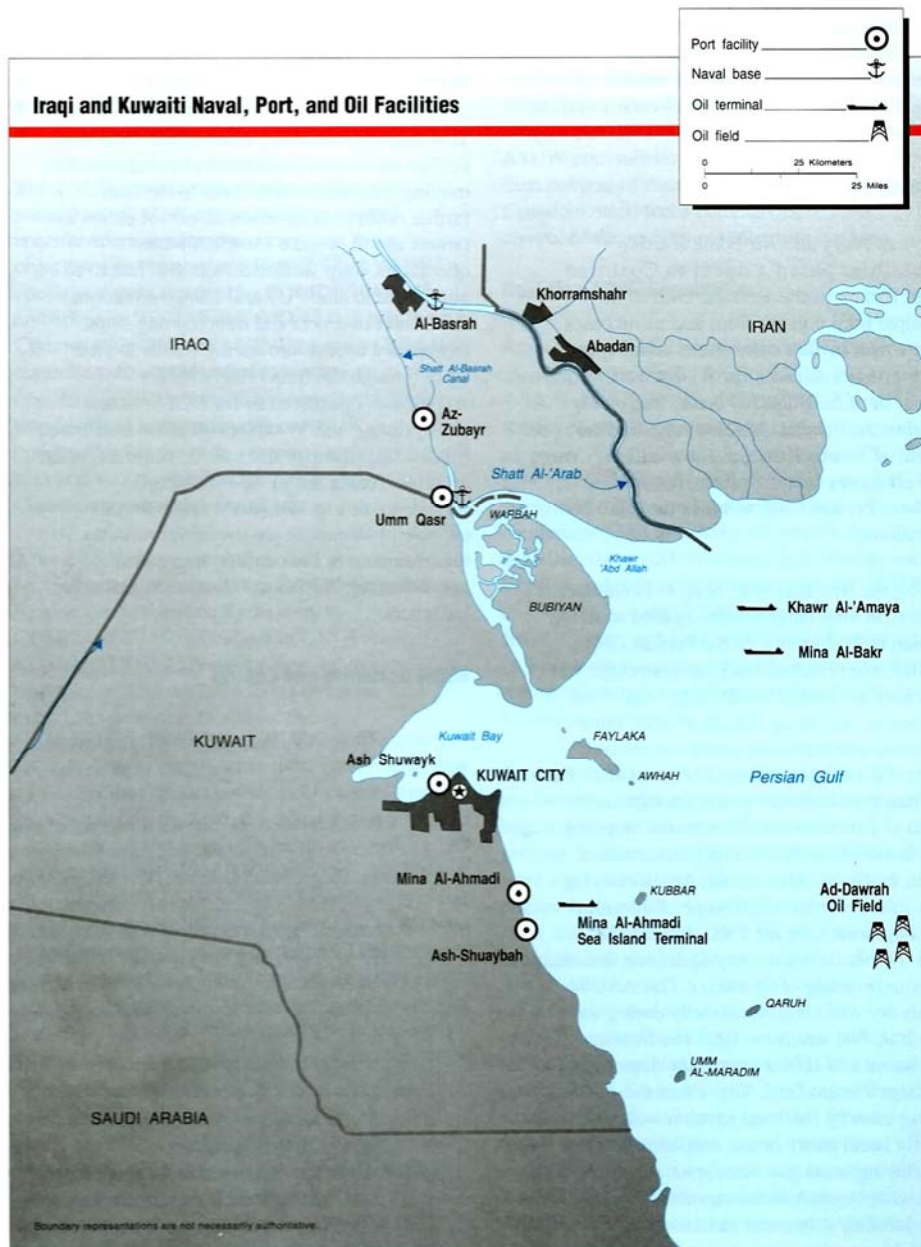 Port facility
Naval base
Oil terminal
Oil field
0 25 Kilometers
0 25 Miles
Iraqi and Kuwaiti Naval, Port, and Oil Facilities
Al-Basrah
Khorramshahr
IRAN
IRAQ
Abadan
Shatt Al-Basrah
Canal
Az-
Zubayr
Shatt Al-'Arab
Umm Qasr
WARBAH
Khawr
'Abd Allah
BUBIYAN
Khawr Al-'Amaya
Mina Al-Bakr
KUWAIT
Kuwait Bay
FAYLAKA
Ash Shuwaykh
KUWAIT CITY
AWHAH
Persian Gulf
Mina Al-Ahmadi
KUBBAR
Ad-Dawrah
Oil Field
Mina Al-Ahmadi
Sea Island Terminal
Ash-Shuaybah
QARUH
UMM
AL-MARADIM
SAUDI ARABIA
Boundary representations are not necessarily authoritative.